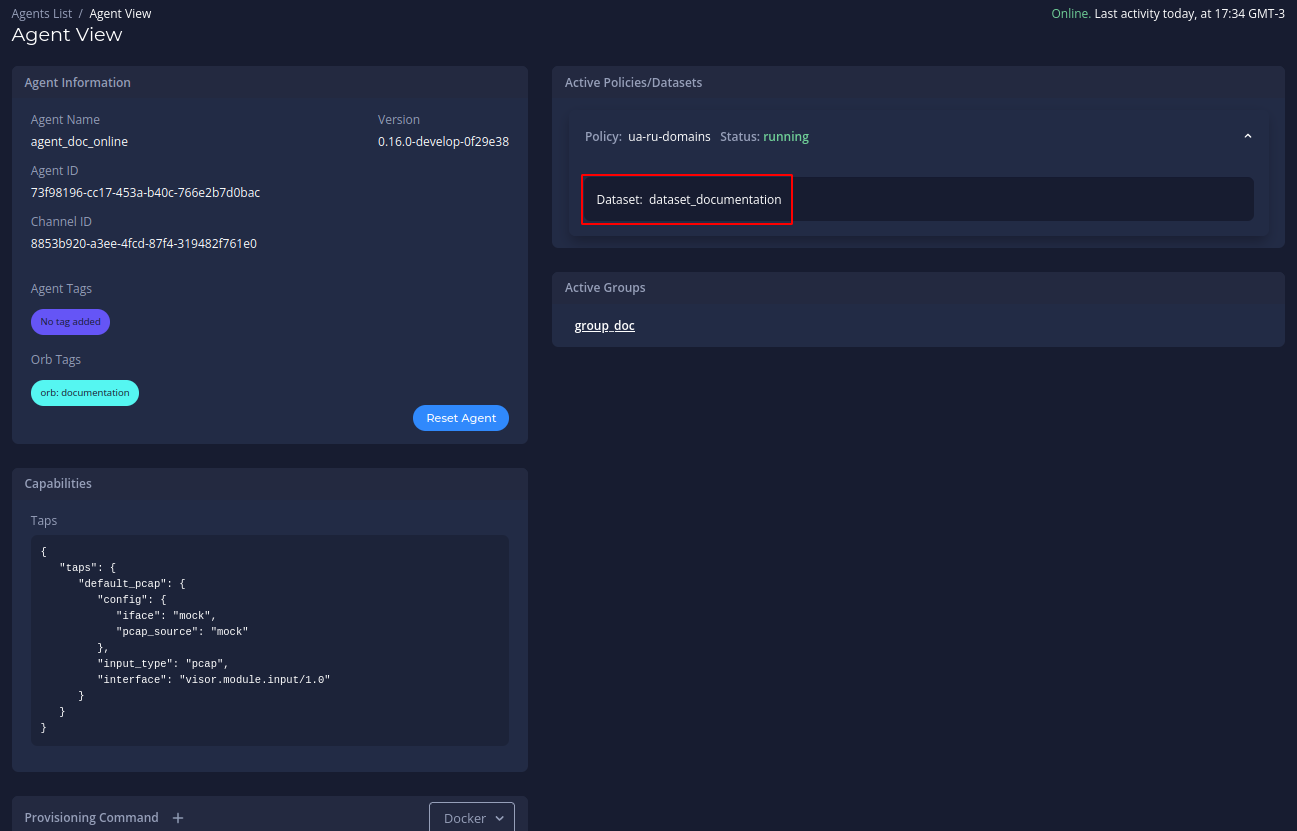 Agents List / Agent View
Online. Last activity today, at 17:34 GMT-3
Agent View
Agent Information
Agent Name
Version
agent_doc_online
0.16.0-develop-0f29e38
Agent ID
73f98196-cc17-453a-b40c-766e2b7d0bac
Channel ID
8853b920-a3ee-4fcd-87f4-319482f761e0
Agent Tags
No tag added
Orb Tags
orb: documentation
Reset Agent
Active Policies/Datasets
Policy: ua-ru-domains Status: running
Dataset: dataset_documentation
Active Groups
group_doc
Capabilities
Taps
{
"taps": {
"default_pcap": {
"config": {
"iface": "mock",
"pcap_source": "mock"
},
"input_type": "pcap",
"interface": "visor.module.input/1.0"
}
}
}
Provisioning Command +
Docker